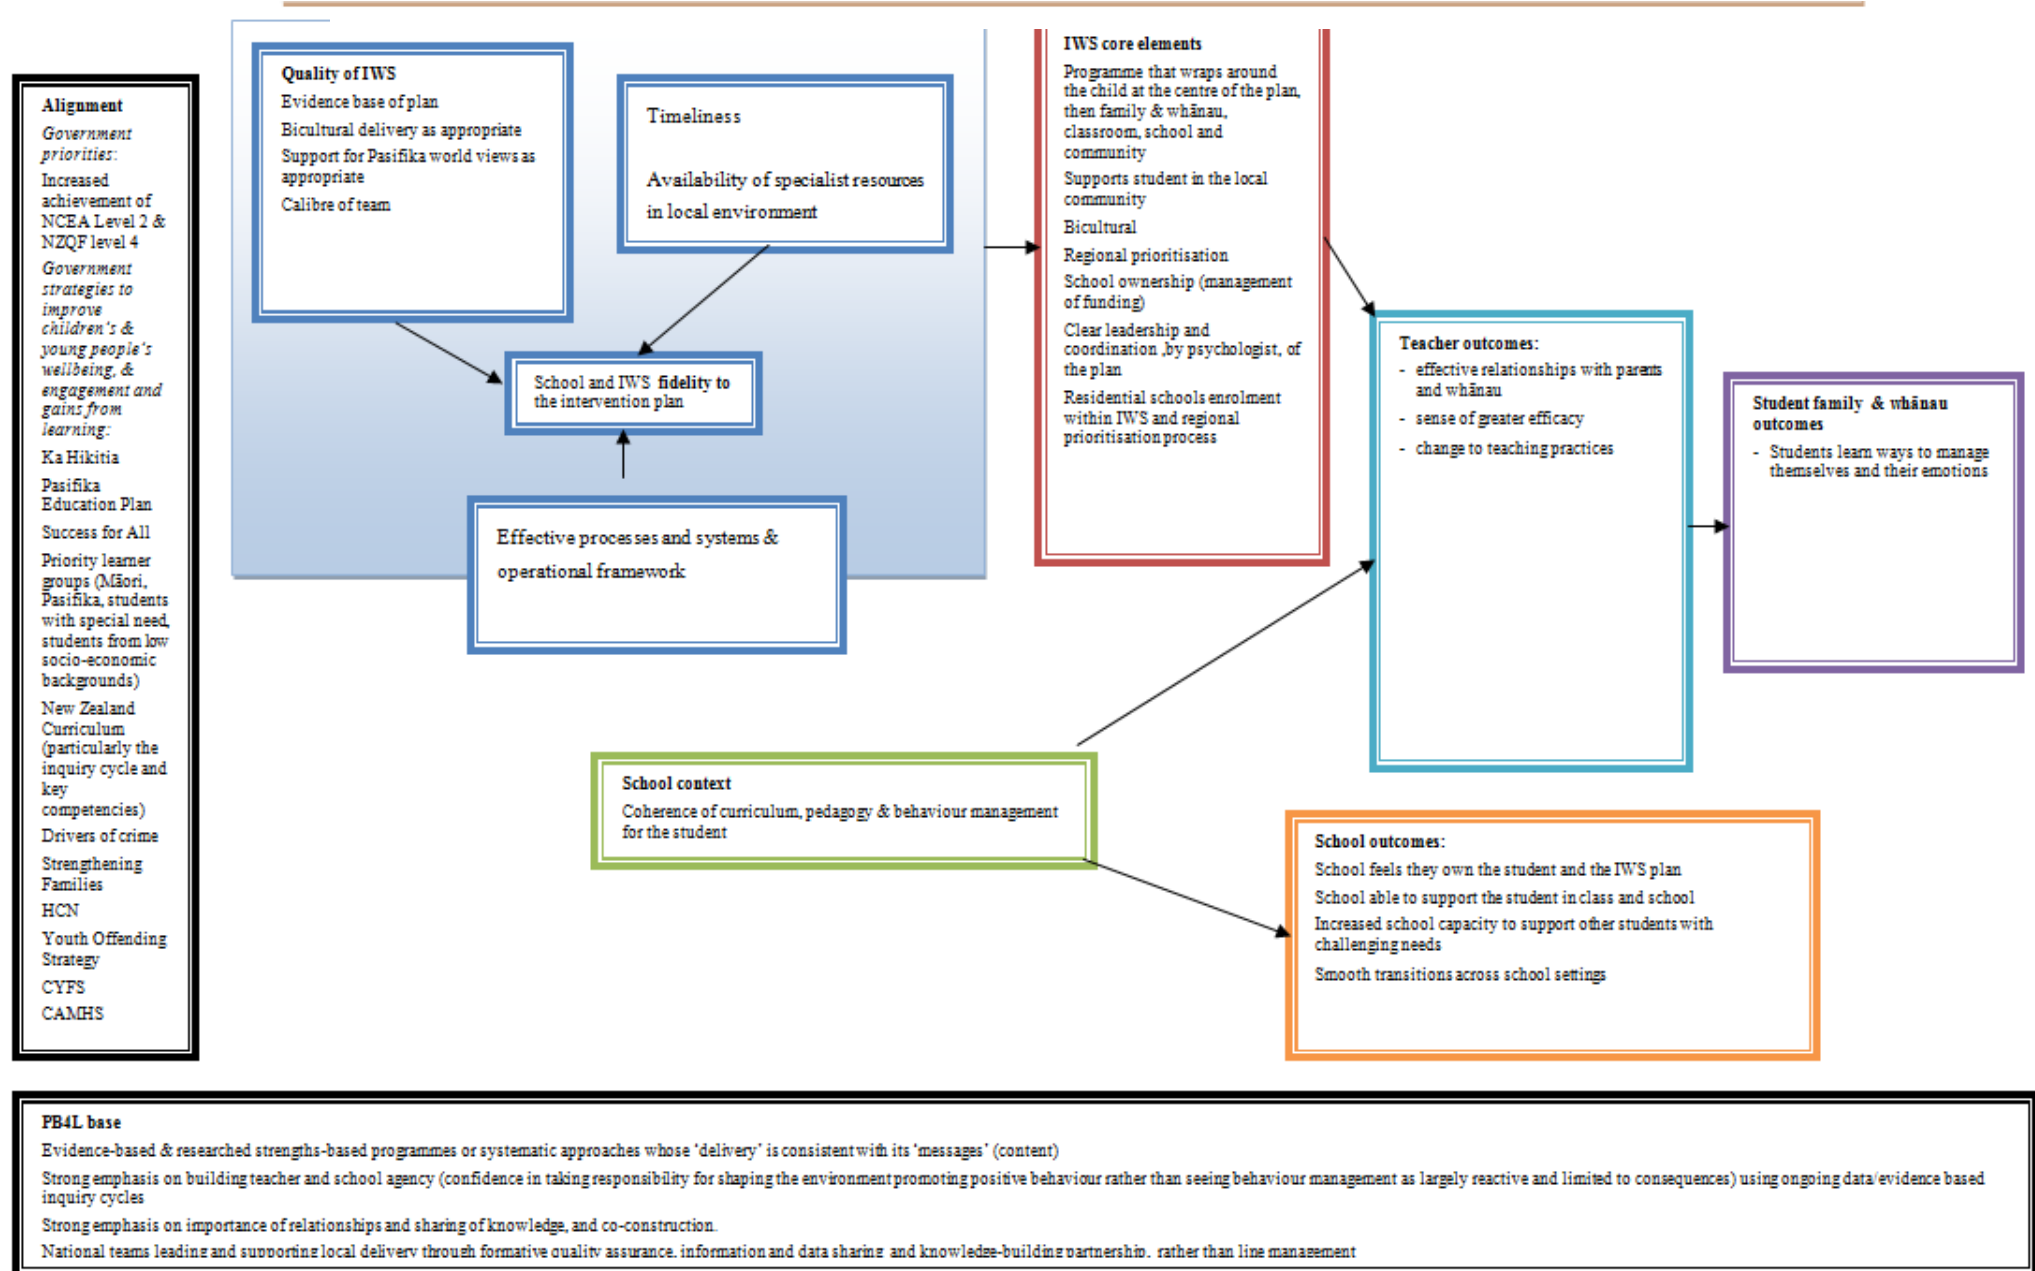 Alignment
Government
priorities:
Increased
achievement of
NCEA Level 2 &
NZQF level 4
Government
strategies to
improve
children's &
young people's
wellbeing, &
engagement and
gains from
learning:
Ka Hikitia
Pasifika
Education Plan
Success for All
Priority learner
groups (Māori,
Pasifika, students
with special need,
students from low
socio-economic
backgrounds)
New Zealand
Curriculum
(particularly the
inquiry cycle and
key
competencies)
Drivers of crime
Strengthening
Families
HCN
Youth Offending
Strategy
CYFS
CAMHS
Quality of IWS
Evidence base of plan
Bicultural delivery as appropriate
Support for Pasifika world views as
appropriate
Calibre of team
Timeliness
Availability of specialist resources
in local environment
School and IWS fidelity to
the intervention plan
Effective processes and systems &
operational framework
IWS core elements
Programme that wraps around
the child at the centre of the plan,
then family & whānau,
classroom, school and
community
Supports student in the local
community
Bicultural
Regional prioritisation
School ownership (management
of funding)
Clear leadership and
coordination ,by psychologist, of
the plan
Residential schools enrolment
within IWS and regional
prioritisation process
School context
Coherence of curriculum, pedagogy & behaviour management
for the student
Teacher outcomes:
- effective relationships with parents
and whānau
- sense of greater efficacy
- change to teaching practices
Student family & whānau
outcomes
- Students learn ways to manage
themselves and their emotions
School outcomes:
School feels they own the student and the IWS plan
School able to support the student in class and school
Increased school capacity to support other students with
challenging needs
Smooth transitions across school settings
PB4L base
Evidence-based & researched strengths-based programmes or systematic approaches whose 'delivery' is consistent with its 'messages' (content)
Strong emphasis on building teacher and school agency (confidence in taking responsibility for shaping the environment promoting positive behaviour rather than seeing behaviour management as largely reactive and limited to consequences) using ongoing data/evidence based
inquiry cycles
Strong emphasis on importance of relationships and sharing of knowledge, and co-construction.
National teams leading and supporting local delivery through formative quality assurance, information and data sharing and knowledge-building partnership, rather than line management